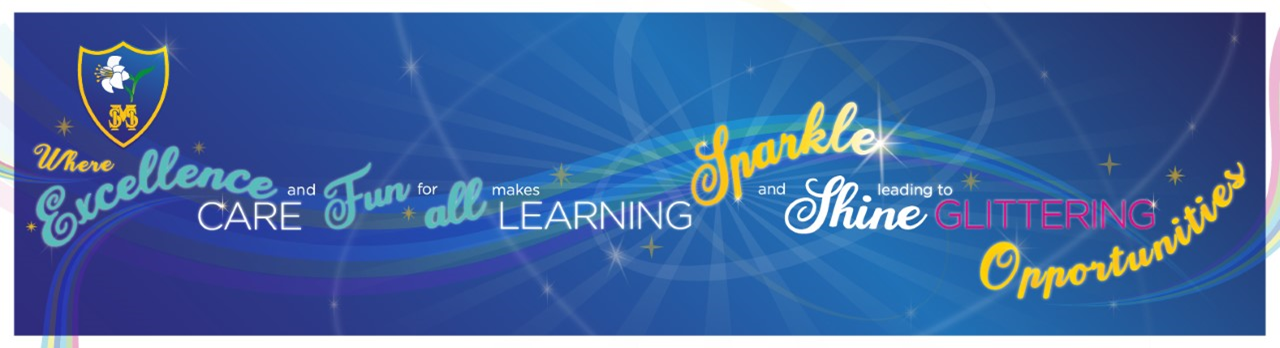 Where
Excellence
CARE and Fun for all makes LEARNING Sparkle and Shine leading to GLITTERING
Opportunities